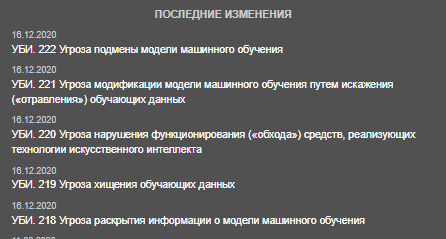 ПОСЛЕДНИЕ ИЗМЕНЕНИЯ
16.12.2020
УБИ. 222 Угроза подмены модели машинного обучения
16.12.2020
УБИ. 221 Угроза модификации модели машинного обучения путем искажения
(«отравления») обучающих данных
16.12.2020
УБИ. 220 Угроза нарушения функционирования («обхода») средств, реализующих
технологии искусственного интеллекта
16.12.2020
УБИ. 219 Угроза хищения обучающих данных
16.12.2020
УБИ. 218 Угроза раскрытия информации о модели машинного обучения